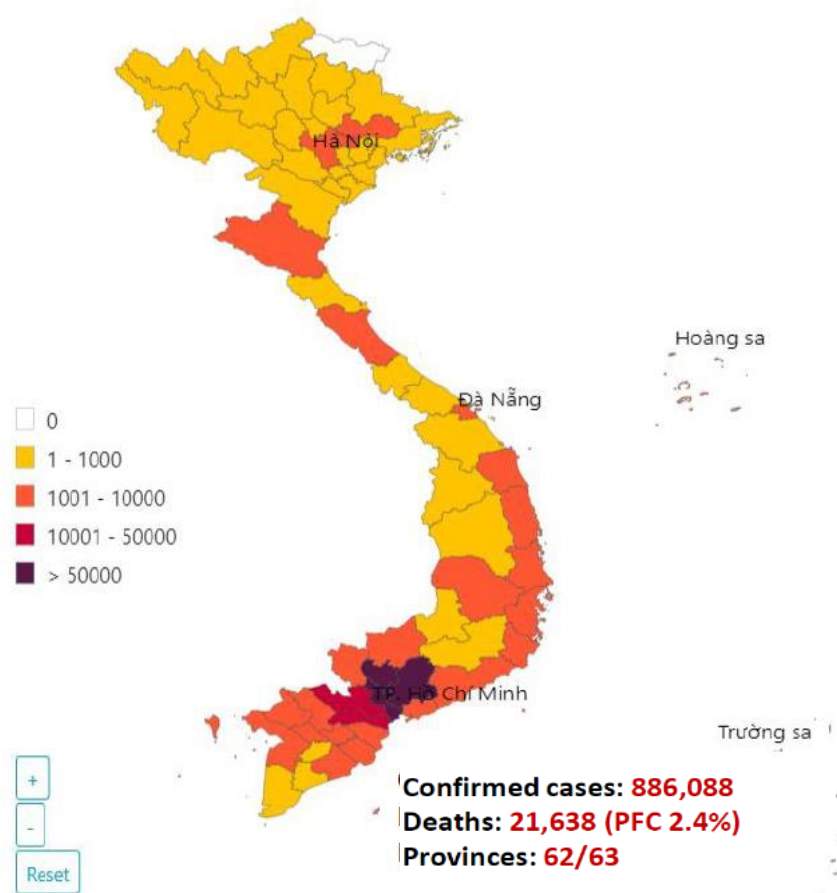 Hà Nội
Hoàng sa
Đà Nẵng
0
1 - 1000
1001 - 10000
10001 - 50000
> 50000
TP. Hồ Chí Minh
Trường sa
+
-
Reset
Confirmed cases: 886,088
Deaths: 21,638 (PFC 2.4%)
Provinces: 62/63